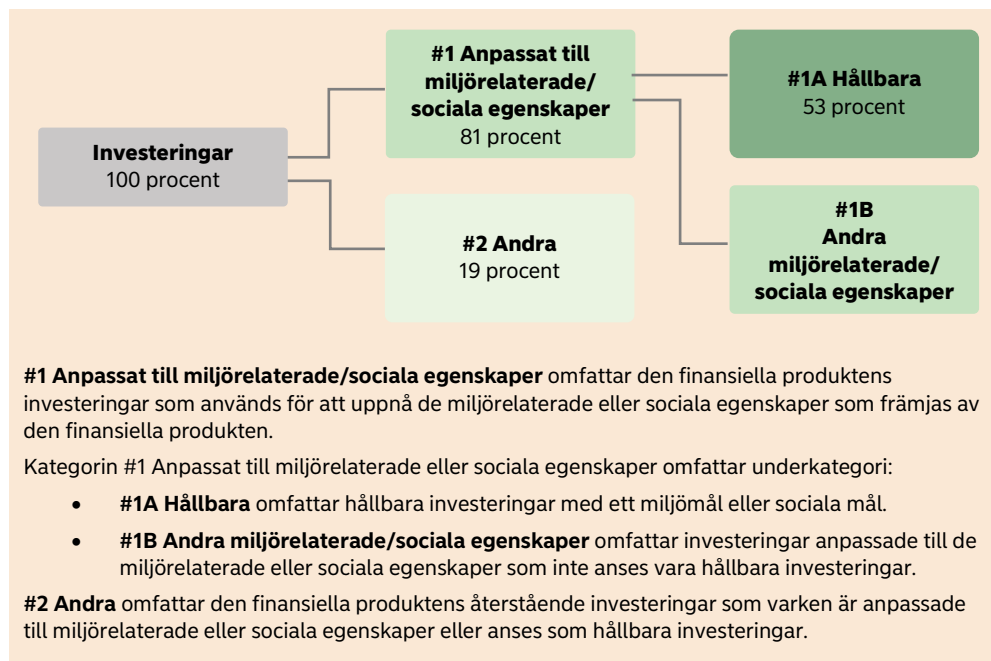 Investeringar
100 procent
#1 Anpassat till
miljörelaterade/
sociala egenskaper
81 procent
#2 Andra
19 procent
#1A Hållbara
53 procent
#1B
Andra
miljörelaterade/
sociala egenskaper
#1 Anpassat till miljörelaterade/sociala egenskaper omfattar den finansiella produktens
investeringar som används för att uppnå de miljörelaterade eller sociala egenskaper som främjas av
den finansiella produkten.
Kategorin #1 Anpassat till miljörelaterade eller sociala egenskaper omfattar underkategori:
• #1A Hållbara omfattar hållbara investeringar med ett miljömål eller sociala mål.
• #1B Andra miljörelaterade/sociala egenskaper omfattar investeringar anpassade till de
miljörelaterade eller sociala egenskaper som inte anses vara hållbara investeringar.
#2 Andra omfattar den finansiella produktens återstående investeringar som varken är anpassade
till miljörelaterade eller sociala egenskaper eller anses som hållbara investeringar.